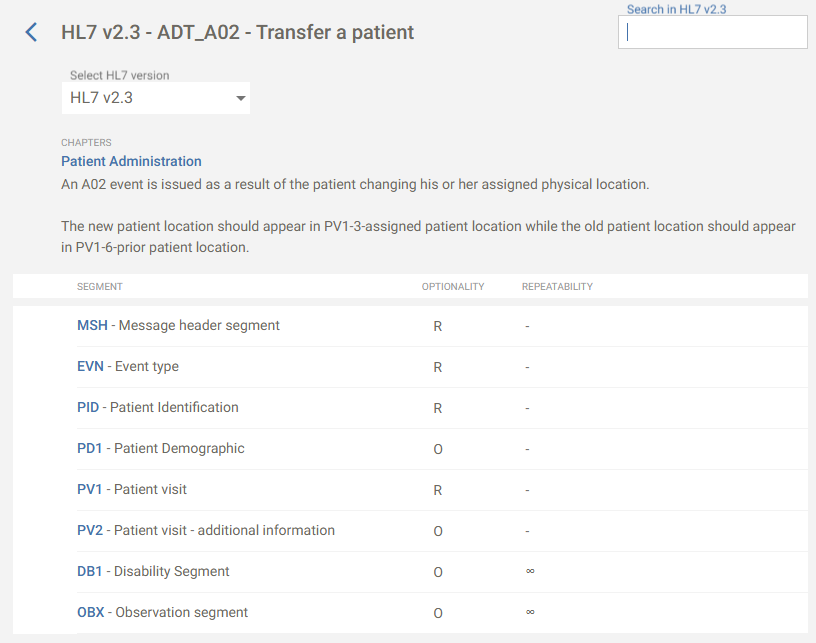 Search in HL7 v2.3
HL7 v2.3 - ADT_A02 - Transfer a patient
Select HL7 version
HL7 v2.3
CHAPTERS
Patient Administration
An A02 event is issued as a result of the patient changing his or her assigned physical location.
The new patient location should appear in PV1-3-assigned patient location while the old patient location should appear
in PV1-6-prior patient location.
SEGMENT OPTIONALITY REPEATABILITY
MSH - Message header segment R -
EVN - Event type R -
PID - Patient Identification R -
PD1 - Patient Demographic O -
PV1 - Patient visit R -
PV2 - Patient visit - additional information O -
DB1 - Disability Segment O ∞
OBX - Observation segment O ∞